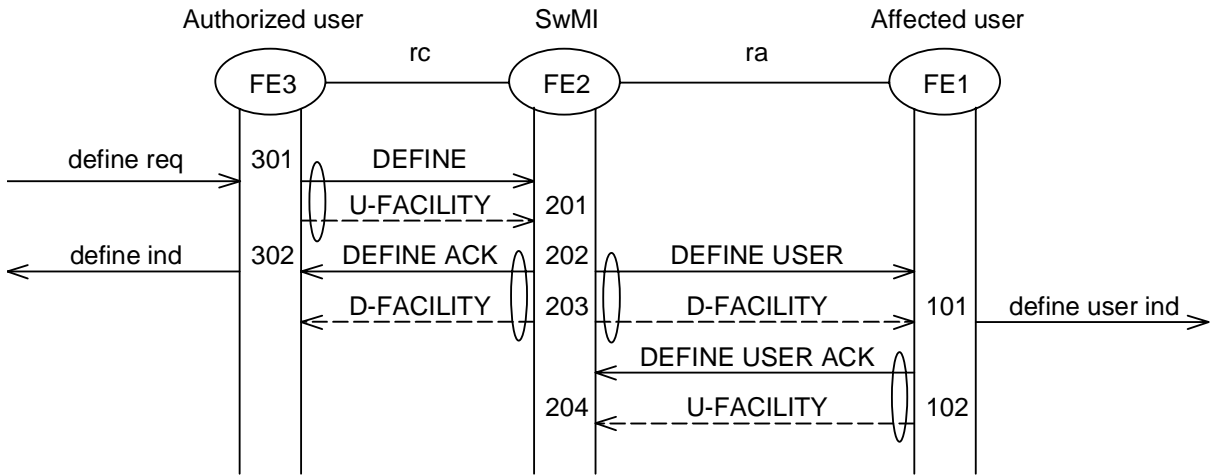 Authorized user SwMI Affected user
rc ra
FE3 FE2 FE1
define req 301 DEFINE
U-FACILITY 201
define ind 302 DEFINE ACK 202 DEFINE USER
D-FACILITY 203 D-FACILITY 101 define user ind
DEFINE USER ACK
204 U-FACILITY 102